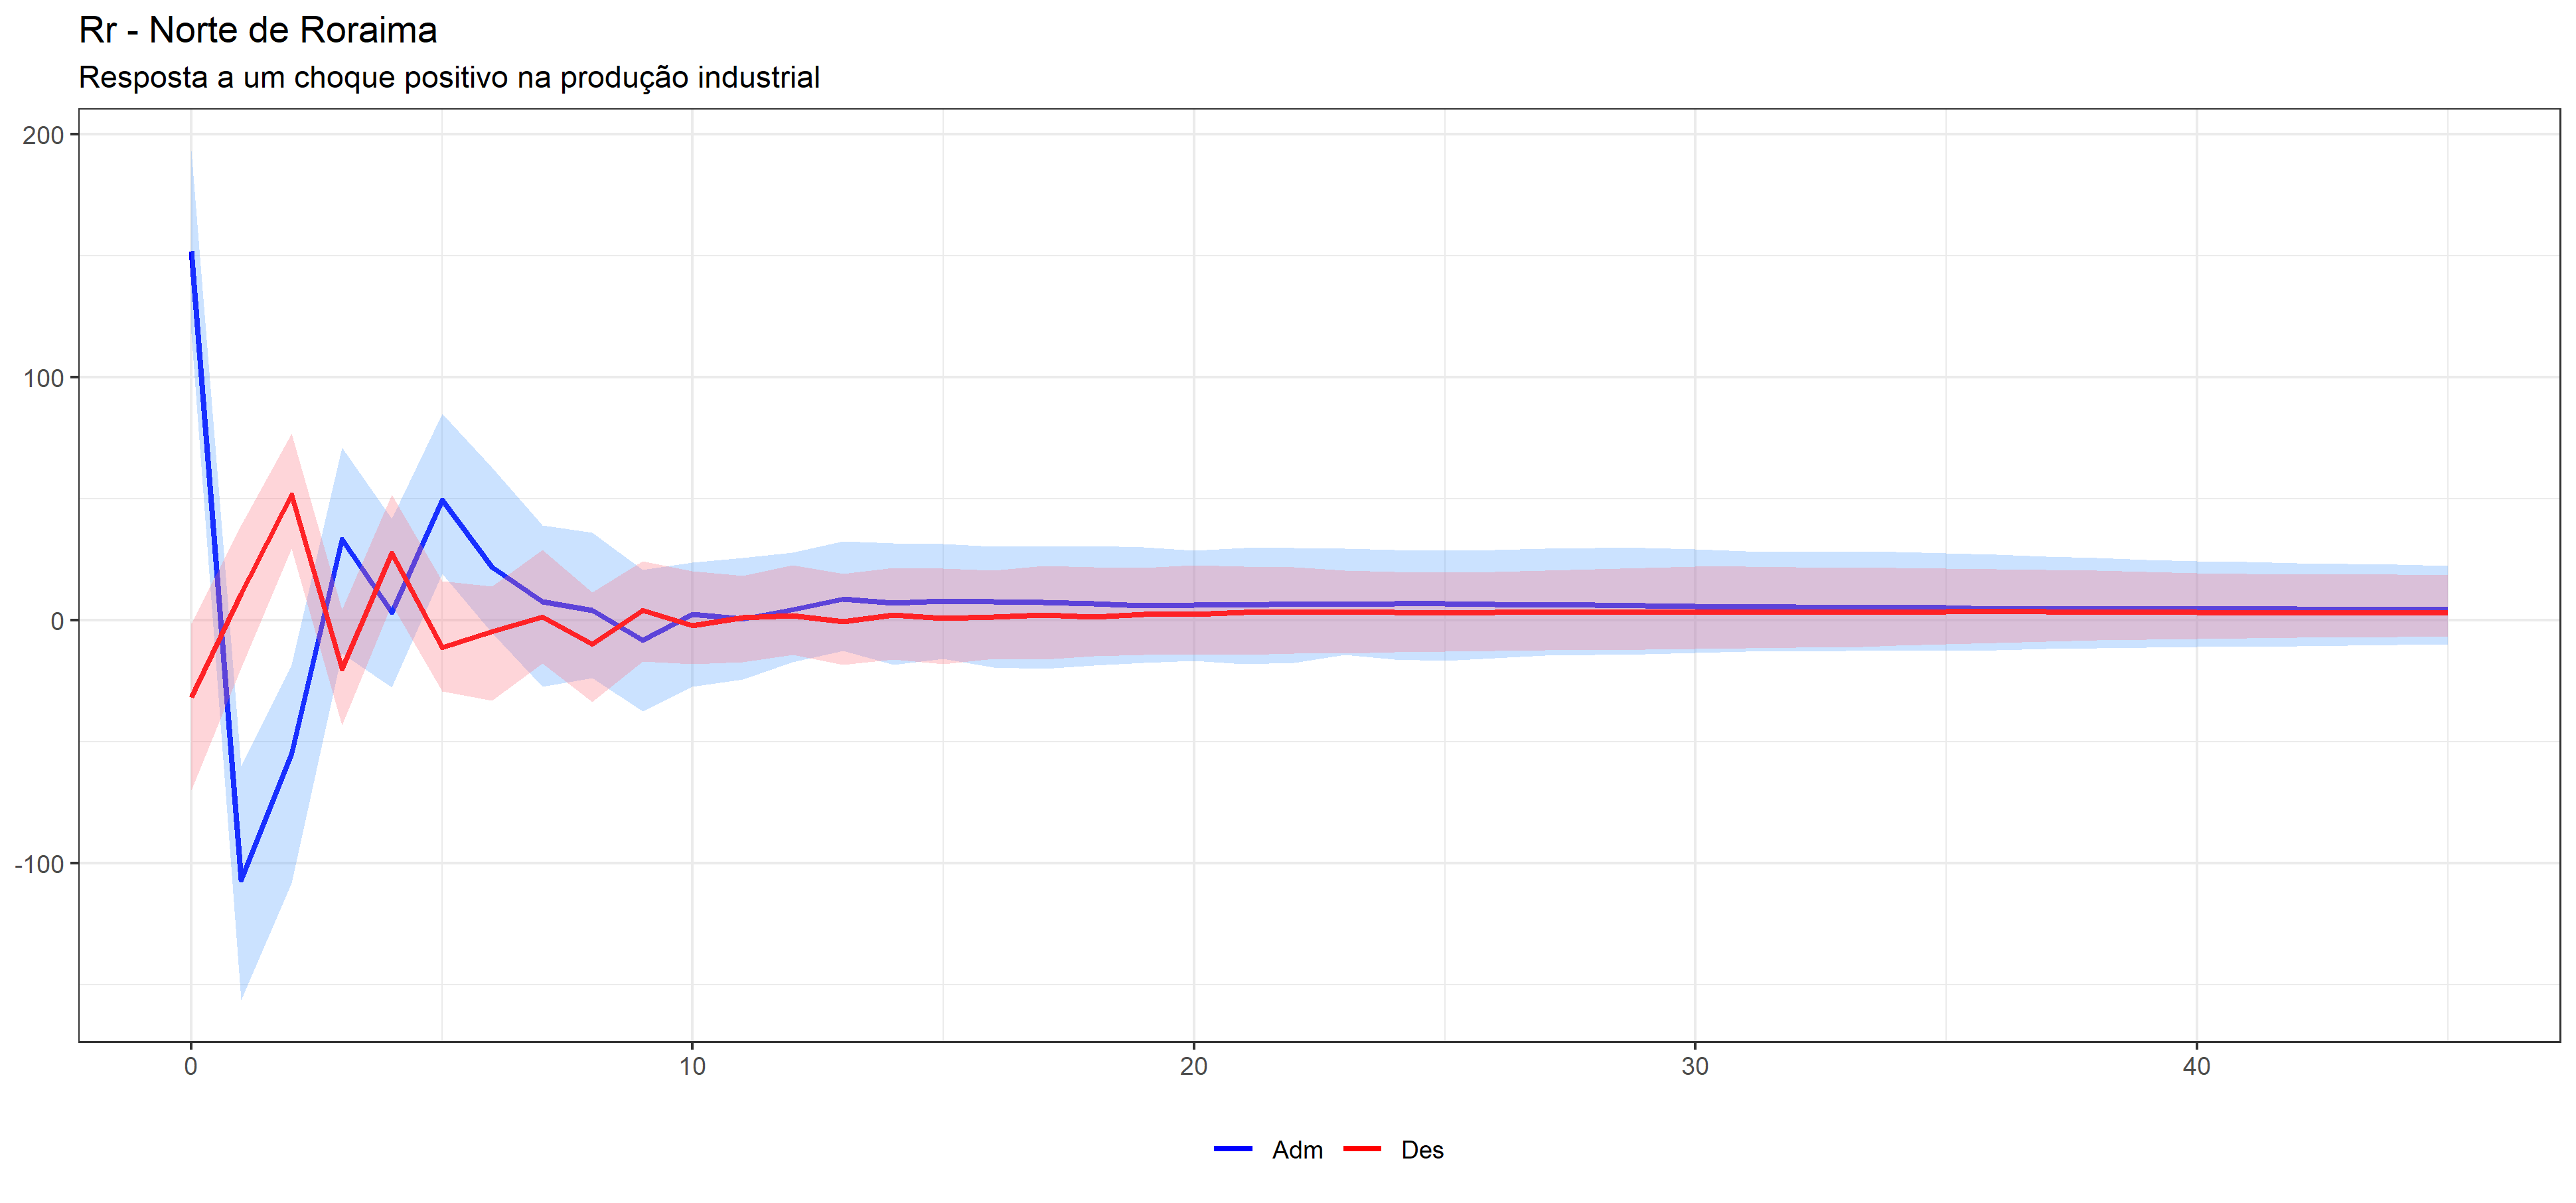 Rr - Norte de Roraima
Resposta a um choque positivo na produção industrial
200
100
0
-100
0 10 20 30 40
Adm Des